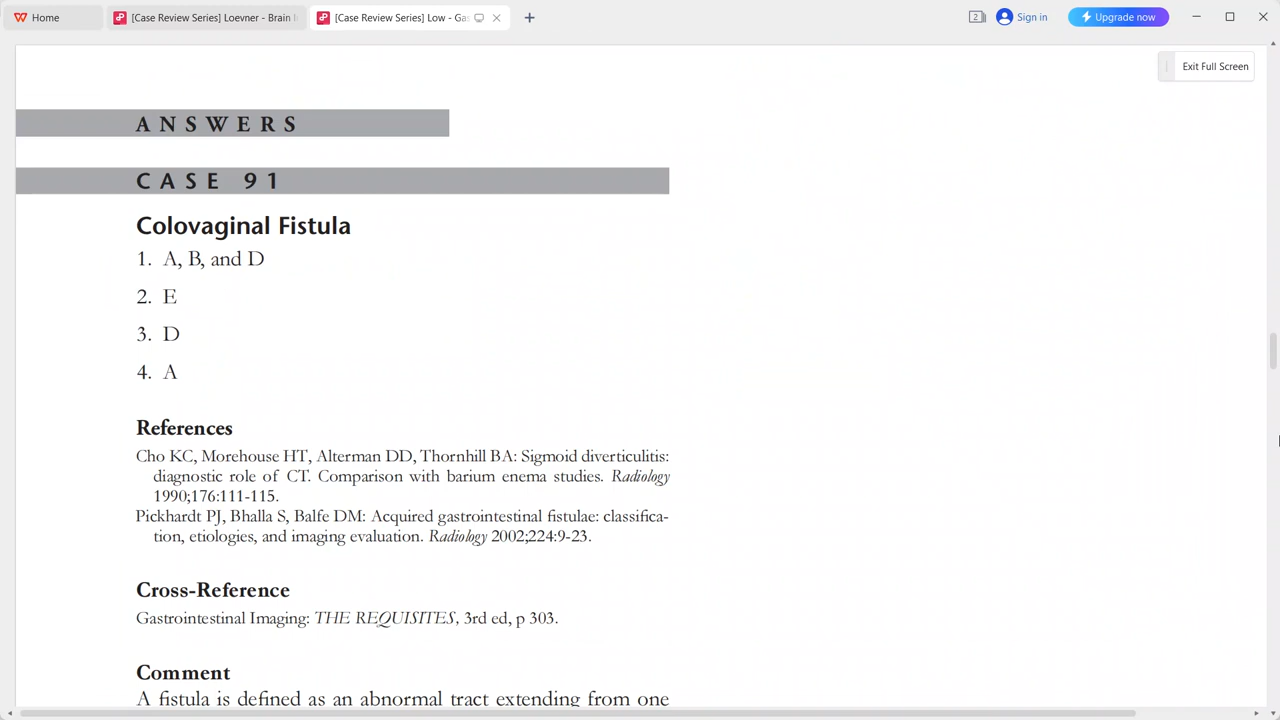 Home
[Case Review Series] Loevner - Brain
[Case Review Series] Low - Gas
2
Sign in
Upgrade now
Exit Full Screen
ANSWERS
CASE 91
Colovaginal Fistula
1. A, B, and D
2. E
3. D
4. A
References
Cho KC, Morehouse HT, Alterman DD, Thornhill BA: Sigmoid diverticulitis:
diagnostic role of CT. Comparison with barium enema studies. Radiology
1990;176:111-115.
Pickhardt PJ, Bhalla S, Balfe DM: Acquired gastrointestinal fistulae: classifica-
tion, etiologies, and imaging evaluation. Radiology 2002;224:9-23.
Cross-Reference
Gastrointestinal Imaging: THE REQUISITES, 3rd ed, p 303.
Comment
A fistula is defined as an abnormal tract extending from one